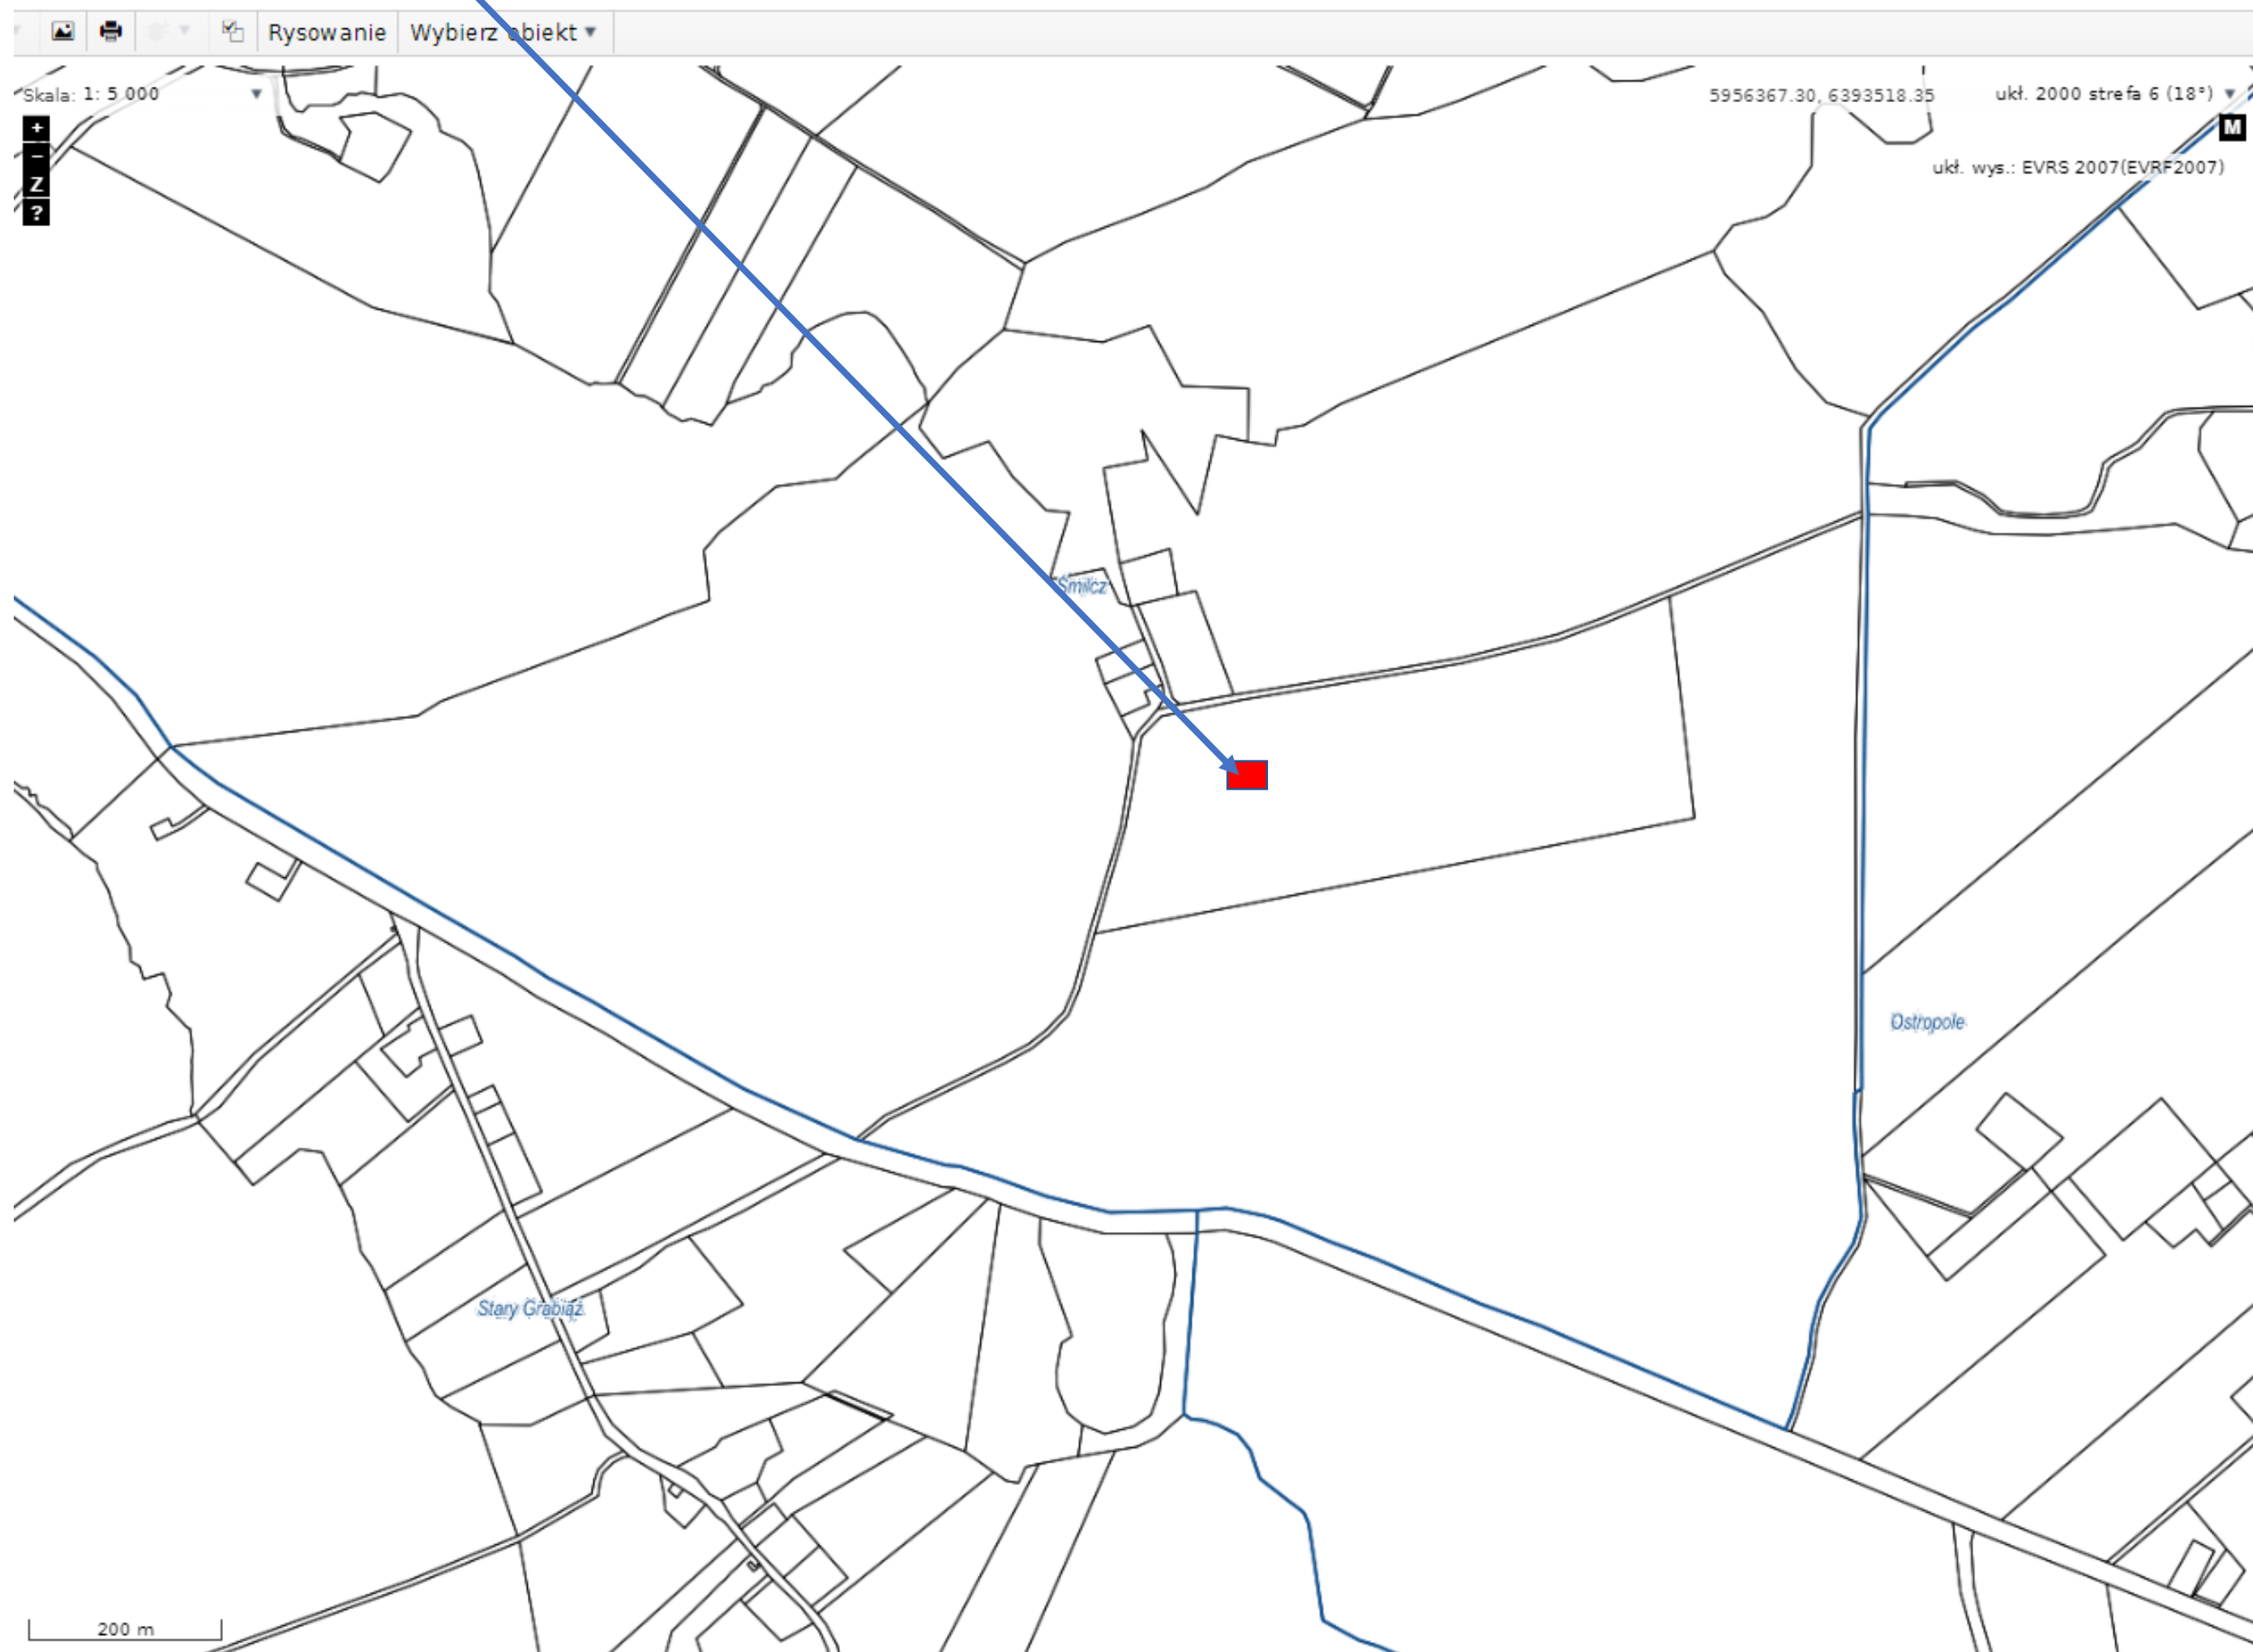 Rysowanie Wybierz obiekt
Skala: 1: 5 000
5956367.30, 6393518.35 ukł. 2000 strefa 6 (18°)
+
M
−
ukł. wys.: EVRS 2007(EVRF2007)
Z
?
Smilcz
Ostropole
Stary Grabiąż
200 m